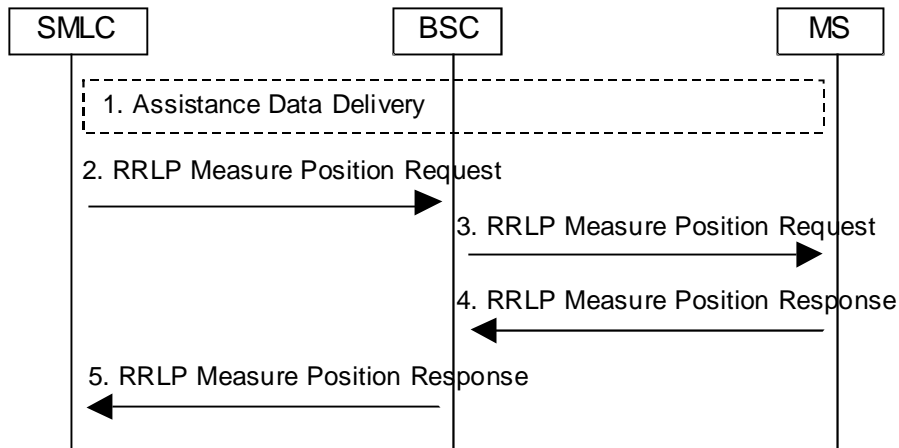 SMLC
BSC
MS
1. Assistance Data Delivery
2. RRLP Measure Position Request
3. RRLP Measure Position Request
4. RRLP Measure Position Response
5. RRLP Measure Position Response